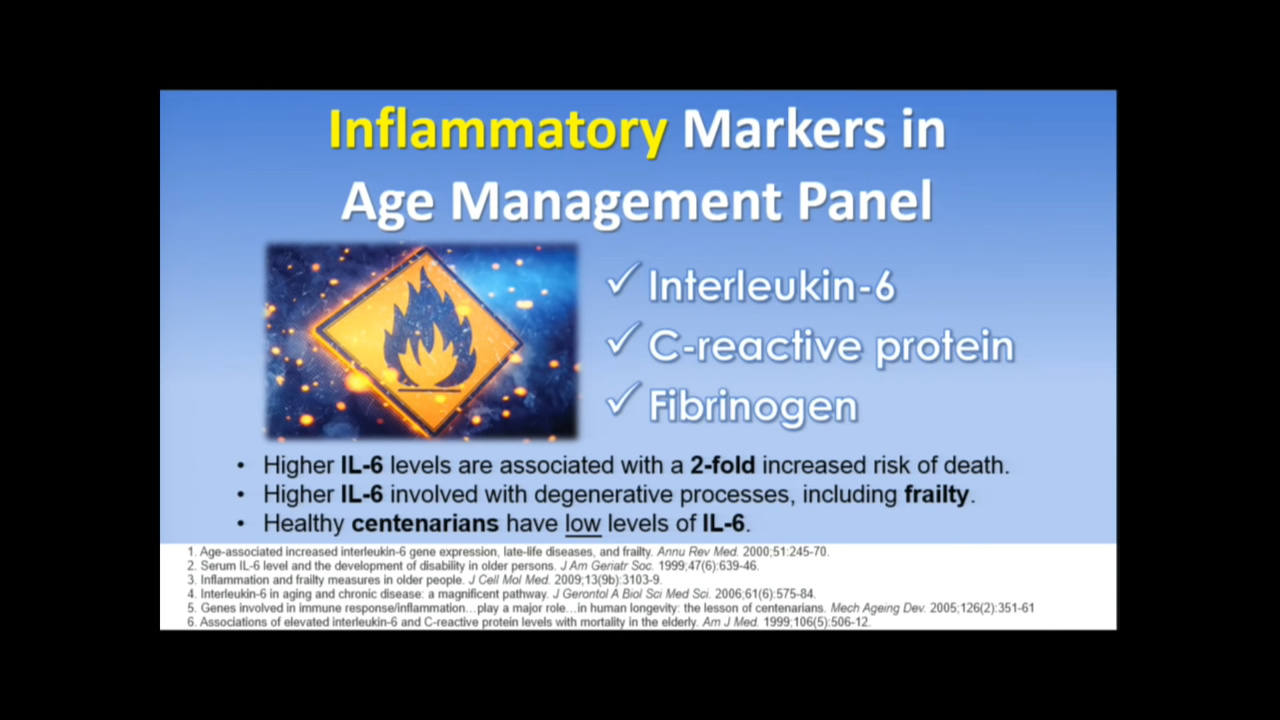 Inflammatory Markers in
Age Management Panel
✓ Interleukin-6
✓ C-reactive protein
✓ Fibrinogen
• Higher IL-6 levels are associated with a 2-fold increased risk of death.
• Higher IL-6 involved with degenerative processes, including frailty.
• Healthy centenarians have low levels of IL-6.
1. Age-associated increased interleukin-6 gene expression, late-life diseases, and frailty. Annu Rev Med. 2000;51:245-70.
2. Serum IL-6 level and the development of disability in older persons. J Am Geriatr Soc. 1999;47(6):639-46.
3. Inflammation and frailty measures in older people. J Cell Mol Med. 2009;13(9b):3103-9.
4. Interleukin-6 in aging and chronic disease: a magnificent pathway. J Gerontol A Biol Sci Med Sci. 2006;61(6):575-84.
5. Genes involved in immune response/inflammation…play a major role…in human longevity: the lesson of centenarians. Mech Ageing Dev. 2005;126(2):351-61
6. Associations of elevated interleukin-6 and C-reactive protein levels with mortality in the elderly. Am J Med. 1999;106(5):506-12.